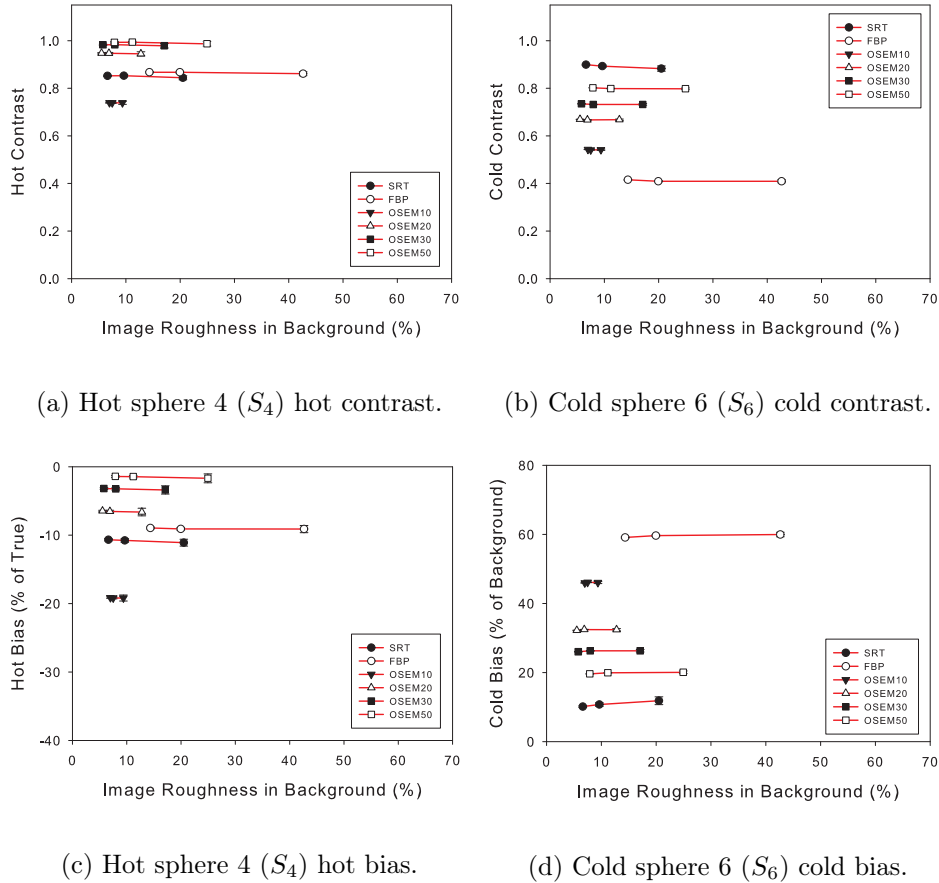 1.0
0.8
0.6
0.4
0.2
0.0
Hot Contrast
SRT
FBP
OSEM10
OSEM20
OSEM30
OSEM50
0 10 20 30 40 50 60 70
Image Roughness in Background (%)
(a) Hot sphere 4 (S₄) hot contrast.
1.0
0.8
0.6
0.4
0.2
0.0
Cold Contrast
SRT
FBP
OSEM10
OSEM20
OSEM30
OSEM50
0 10 20 30 40 50 60 70
Image Roughness in Background (%)
(b) Cold sphere 6 (S₆) cold contrast.
0
-10
-20
-30
-40
Hot Bias (% of True)
SRT
FBP
OSEM10
OSEM20
OSEM30
OSEM50
0 10 20 30 40 50 60 70
Image Roughness in Background (%)
(c) Hot sphere 4 (S₄) hot bias.
80
60
40
20
0
Cold Bias (% of Background)
SRT
FBP
OSEM10
OSEM20
OSEM30
OSEM50
0 10 20 30 40 50 60 70
Image Roughness in Background (%)
(d) Cold sphere 6 (S₆) cold bias.